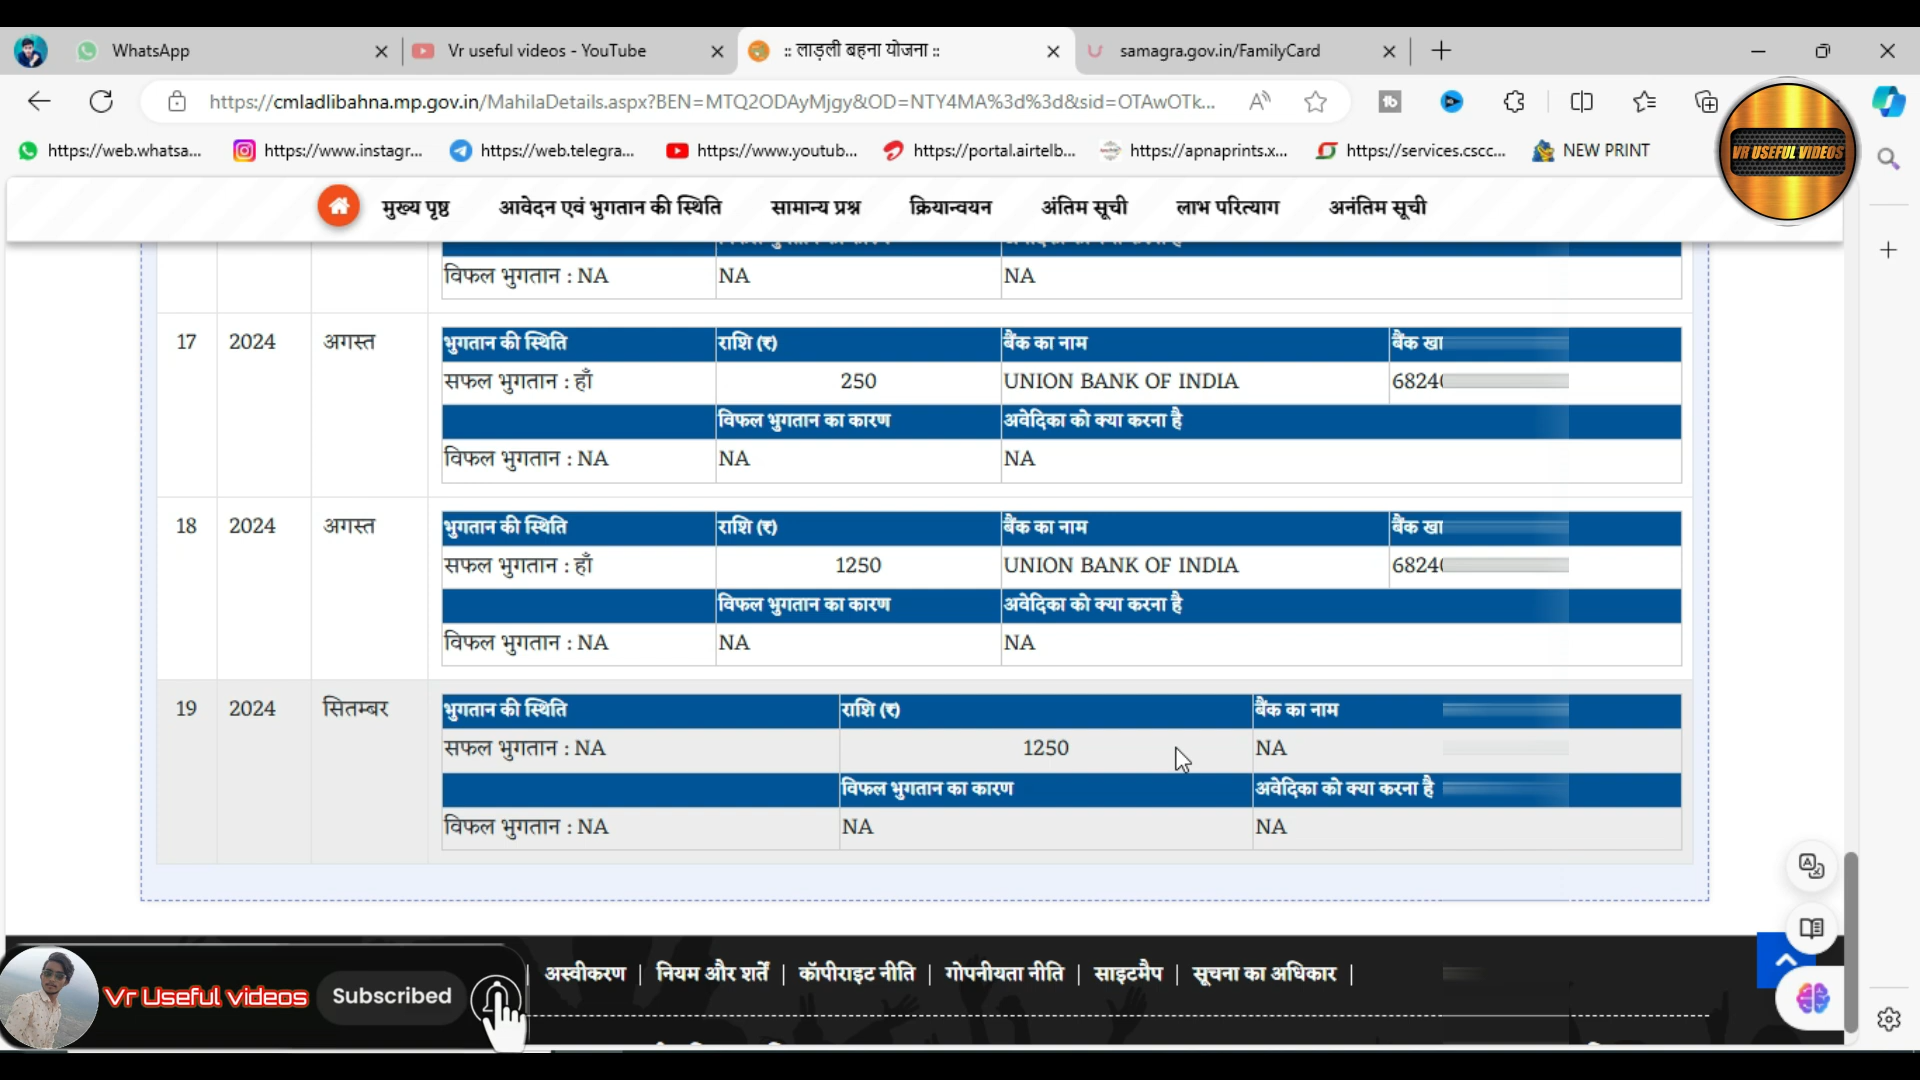 WhatsApp
Vr useful videos - YouTube
:: लाड़ली बहना योजना ::
samagra.gov.in/FamilyCard
https://cmladlibahna.mp.gov.in/MahilaDetails.aspx?BEN=MTQ2ODAyMjgy&OD=NTY4MA%3d%3d&sid=OTAwOTk...
https://web.whatsa...
https://www.instagr...
https://web.telegra...
https://www.youtub...
https://portal.airtelb...
https://apnaprints.x...
https://services.cscc...
NEW PRINT
VR USEFUL VIDEOS
मुख्य पृष्ठ
आवेदन एवं भुगतान की स्थिति
सामान्य प्रश्न
क्रियान्वयन
अंतिम सूची
लाभ परित्याग
अनंतिम सूची
विफल भुगतान : NA NA NA
17 2024 अगस्त भुगतान की स्थिति राशि (₹) बैंक का नाम बैंक खा
सफल भुगतान : हाँ 250 UNION BANK OF INDIA 6824
विफल भुगतान का कारण अवेदिका को क्या करना है
विफल भुगतान : NA NA NA
18 2024 अगस्त भुगतान की स्थिति राशि (₹) बैंक का नाम बैंक खा
सफल भुगतान : हाँ 1250 UNION BANK OF INDIA 6824
विफल भुगतान का कारण अवेदिका को क्या करना है
विफल भुगतान : NA NA NA
19 2024 सितम्बर भुगतान की स्थिति राशि (₹) बैंक का नाम
सफल भुगतान : NA 1250 NA
विफल भुगतान का कारण अवेदिका को क्या करना है
विफल भुगतान : NA NA NA
अस्वीकरण | नियम और शर्तें | कॉपीराइट नीति | गोपनीयता नीति | साइटमैप | सूचना का अधिकार |
Vr Useful videos
Subscribed